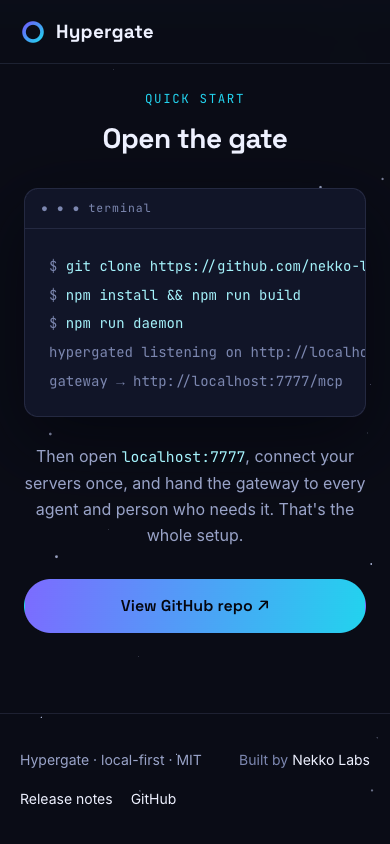 Hypergate
QUICK START
Open the gate
terminal
$ git clone https://github.com/nekko-l
$ npm install && npm run build
$ npm run daemon
hypergated listening on http://localho
gateway → http://localhost:7777/mcp
Then open localhost:7777, connect your
servers once, and hand the gateway to every
agent and person who needs it. That's the
whole setup.
View GitHub repo ↗
Hypergate · local-first · MIT
Built by Nekko Labs
Release notes GitHub